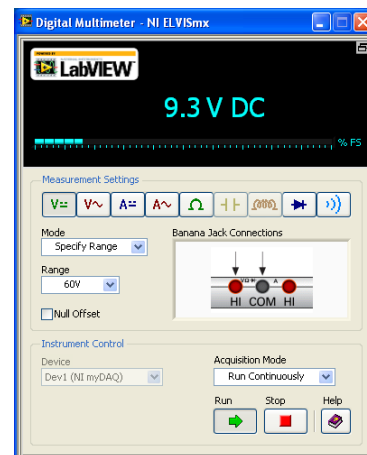 Digital Multimeter - NI ELVISmx
LabVIEW
9.3 V DC
% FS
Measurement Settings
V= V~ A= A~ Ω
Mode
Banana Jack Connections
Specify Range
Range
60V
HI COM HI
Null Offset
Instrument Control
Device
Acquisition Mode
Dev1 (NI myDAQ)
Run Continuously
Run Stop Help